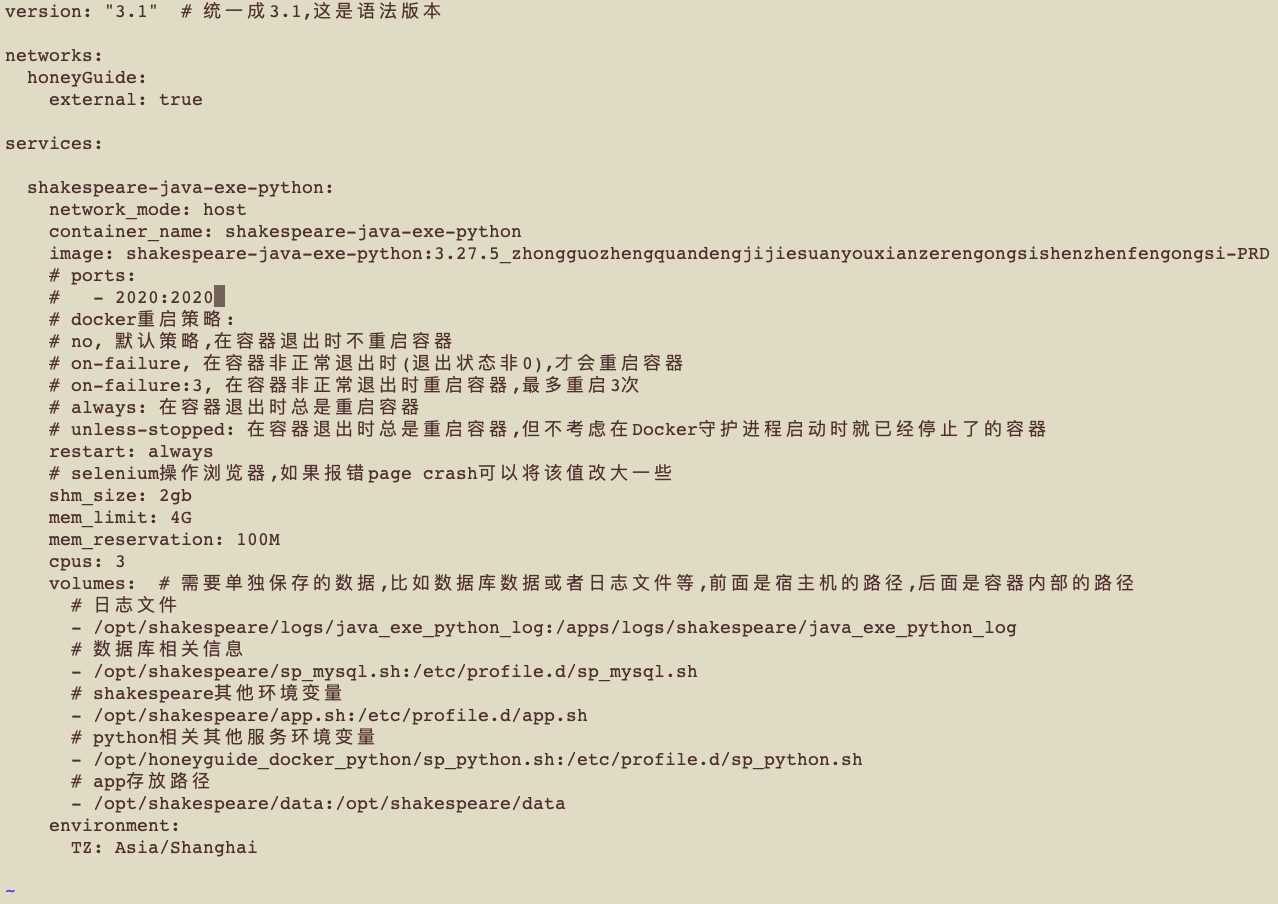 version: "3.1"  # 统一成3.1,这是语法版本
networks:
  honeyGuide:
    external: true
services:
  shakespeare-java-exe-python:
    network_mode: host
    container_name: shakespeare-java-exe-python
    image: shakespeare-java-exe-python:3.27.5_zhongguozhengquandengjijiesuanyouxianzerengongsishenzhenfengongsi-PRD
    # ports:
    #   - 2020:2020
    # docker重启策略:
    # no, 默认策略,在容器退出时不重启容器
    # on-failure, 在容器非正常退出时(退出状态非0),才会重启容器
    # on-failure:3, 在容器非正常退出时重启容器,最多重启3次
    # always: 在容器退出时总是重启容器
    # unless-stopped: 在容器退出时总是重启容器,但不考虑在Docker守护进程启动时就已经停止了的容器
    restart: always
    # selenium操作浏览器,如果报错page crash可以将该值改大一些
    shm_size: 2gb
    mem_limit: 4G
    mem_reservation: 100M
    cpus: 3
    volumes:  # 需要单独保存的数据,比如数据库数据或者日志文件等,前面是宿主机的路径,后面是容器内部的路径
      # 日志文件
      - /opt/shakespeare/logs/java_exe_python_log:/apps/logs/shakespeare/java_exe_python_log
      # 数据库相关信息
      - /opt/shakespeare/sp_mysql.sh:/etc/profile.d/sp_mysql.sh
      # shakespeare其他环境变量
      - /opt/shakespeare/app.sh:/etc/profile.d/app.sh
      # python相关其他服务环境变量
      - /opt/honeyguide_docker_python/sp_python.sh:/etc/profile.d/sp_python.sh
      # app存放路径
      - /opt/shakespeare/data:/opt/shakespeare/data
    environment:
      TZ: Asia/Shanghai
~